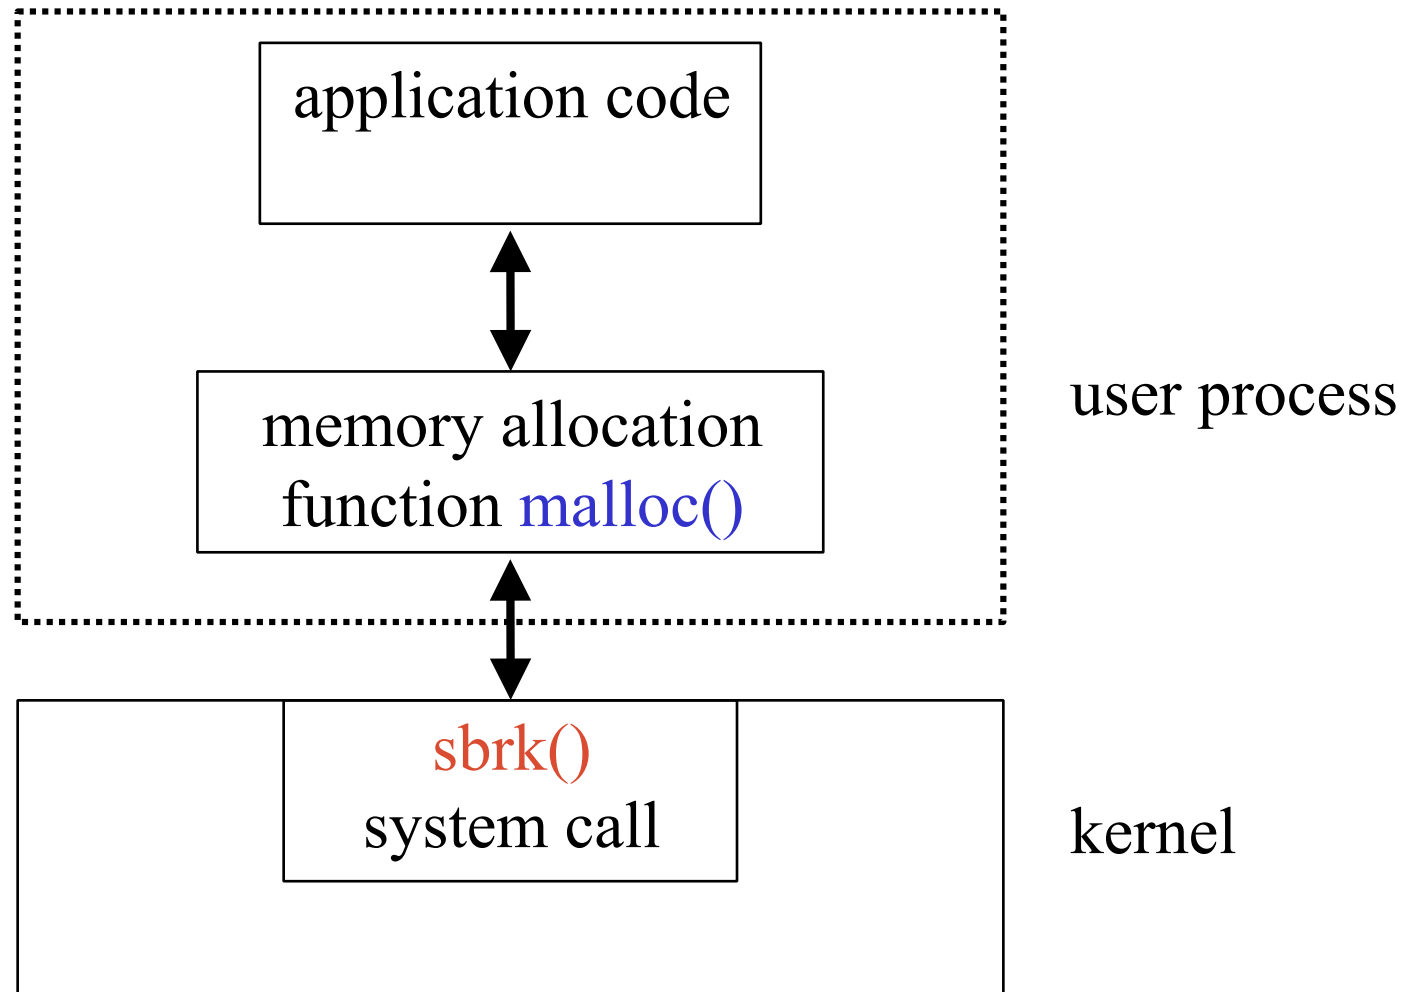 application code
memory allocation
function malloc()
user process
sbrk()
system call
kernel